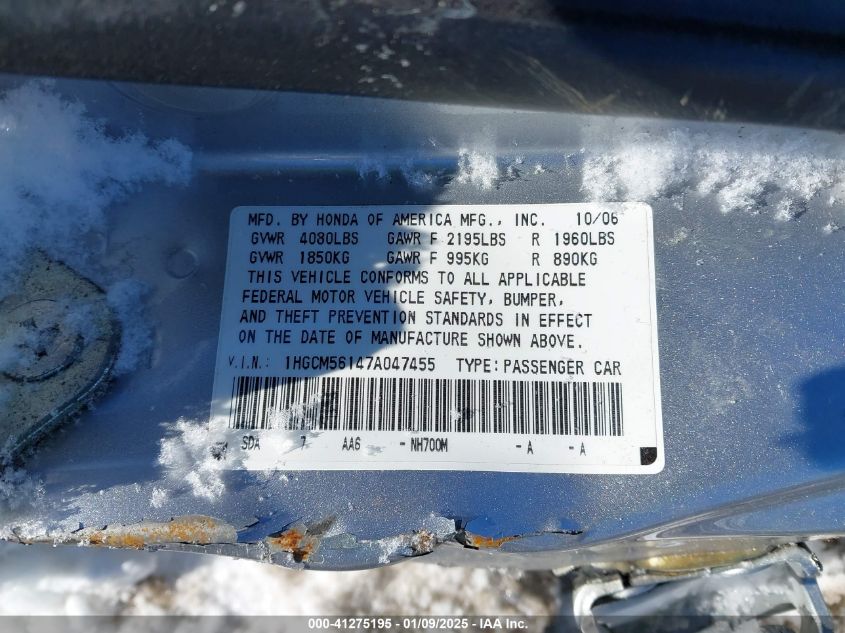 MFD. BY HONDA OF AMERICA MFG., INC. 10/06
GVWR 4080LBS GAWR F 2195LBS R 1960LBS
GVWR 1850KG GAWR F 995KG R 890KG
THIS VEHICLE CONFORMS TO ALL APPLICABLE
FEDERAL MOTOR VEHICLE SAFETY, BUMPER,
AND THEFT PREVENTION STANDARDS IN EFFECT
ON THE DATE OF MANUFACTURE SHOWN ABOVE.
V.I.N.: 1HGCM56147A047455 TYPE: PASSENGER CAR
SDA 7 AA6 - NH700M - A - A
000-41275195 - 01/09/2025 - IAA, Inc.